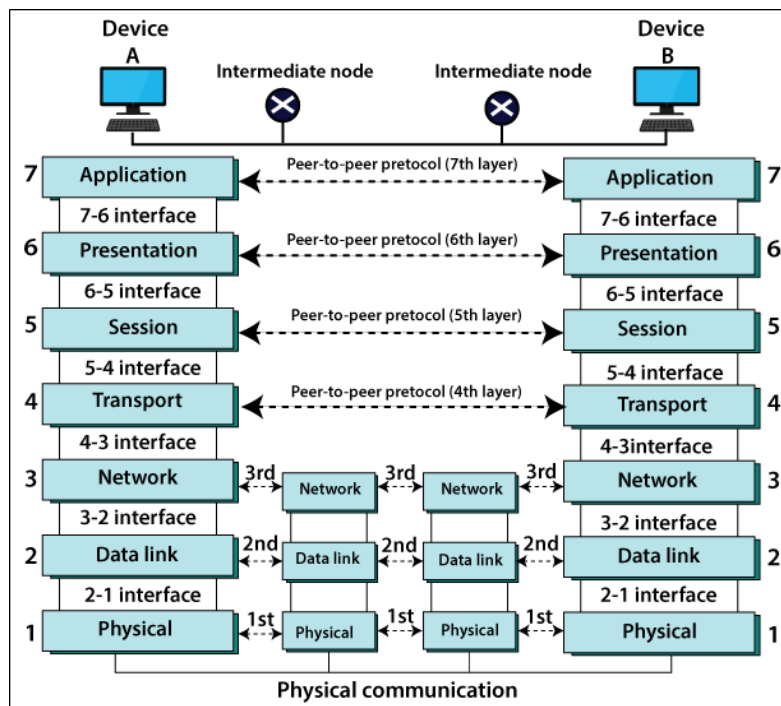 Device
A
Device
B
Intermediate node
Intermediate node
7 Application Peer-to-peer pretocol (7th layer) Application 7
7-6 interface 7-6 interface
6 Presentation Peer-to-peer pretocol (6th layer) Presentation 6
6-5 interface 6-5 interface
5 Session Peer-to-peer pretocol (5th layer) Session 5
5-4 interface 5-4 interface
4 Transport Peer-to-peer pretocol (4th layer) Transport 4
4-3 interface 4-3interface
3 Network 3rd Network 3rd Network 3rd Network 3
3-2 interface 3-2 interface
2 Data link 2nd Data link 2nd Data link 2nd Data link 2
2-1 interface 2-1 interface
1 Physical 1st Physical 1st Physical 1st Physical 1
Physical communication